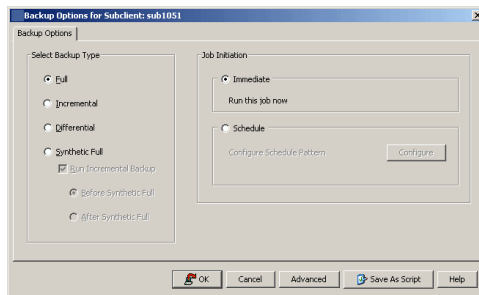 Backup Options for Subclient: sub1051
Backup Options
Select Backup Type
Full
Incremental
Differential
Synthetic Full
Run Incremental Backup
Before Synthetic Full
After Synthetic Full
Job Initiation
Immediate
Run this job now
Schedule
Configure Schedule Pattern
Configure
OK
Cancel
Advanced
Save As Script
Help